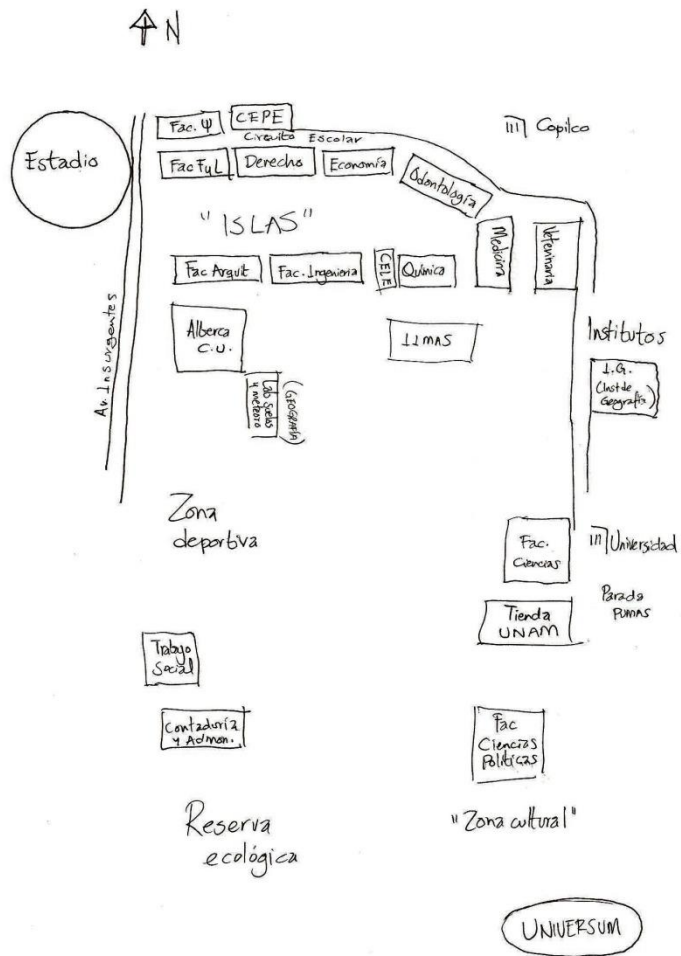 N
Fac. Ψ
CEPE
Circuito Escolar
Copilco
Estadio
Fac FyL
Derecho
Economía
Odontología
"ISLAS"
Medicina
Veterinaria
Fac Arquit
Fac. Ingeniería
CELE
Química
Av. Insurgentes
Alberca
C.U.
IIMAS
Institutos
I.G.
(Inst de
Geografía)
Lab Suelos
y meteoro
(GEOGRAFÍA)
Zona
deportiva
Fac.
Ciencias
Universidad
Tienda
UNAM
Parada
PUMAS
Trabajo
Social
Contaduría
y Admon.
Fac
Ciencias
Políticas
Reserva
ecológica
"Zona cultural"
UNIVERSUM